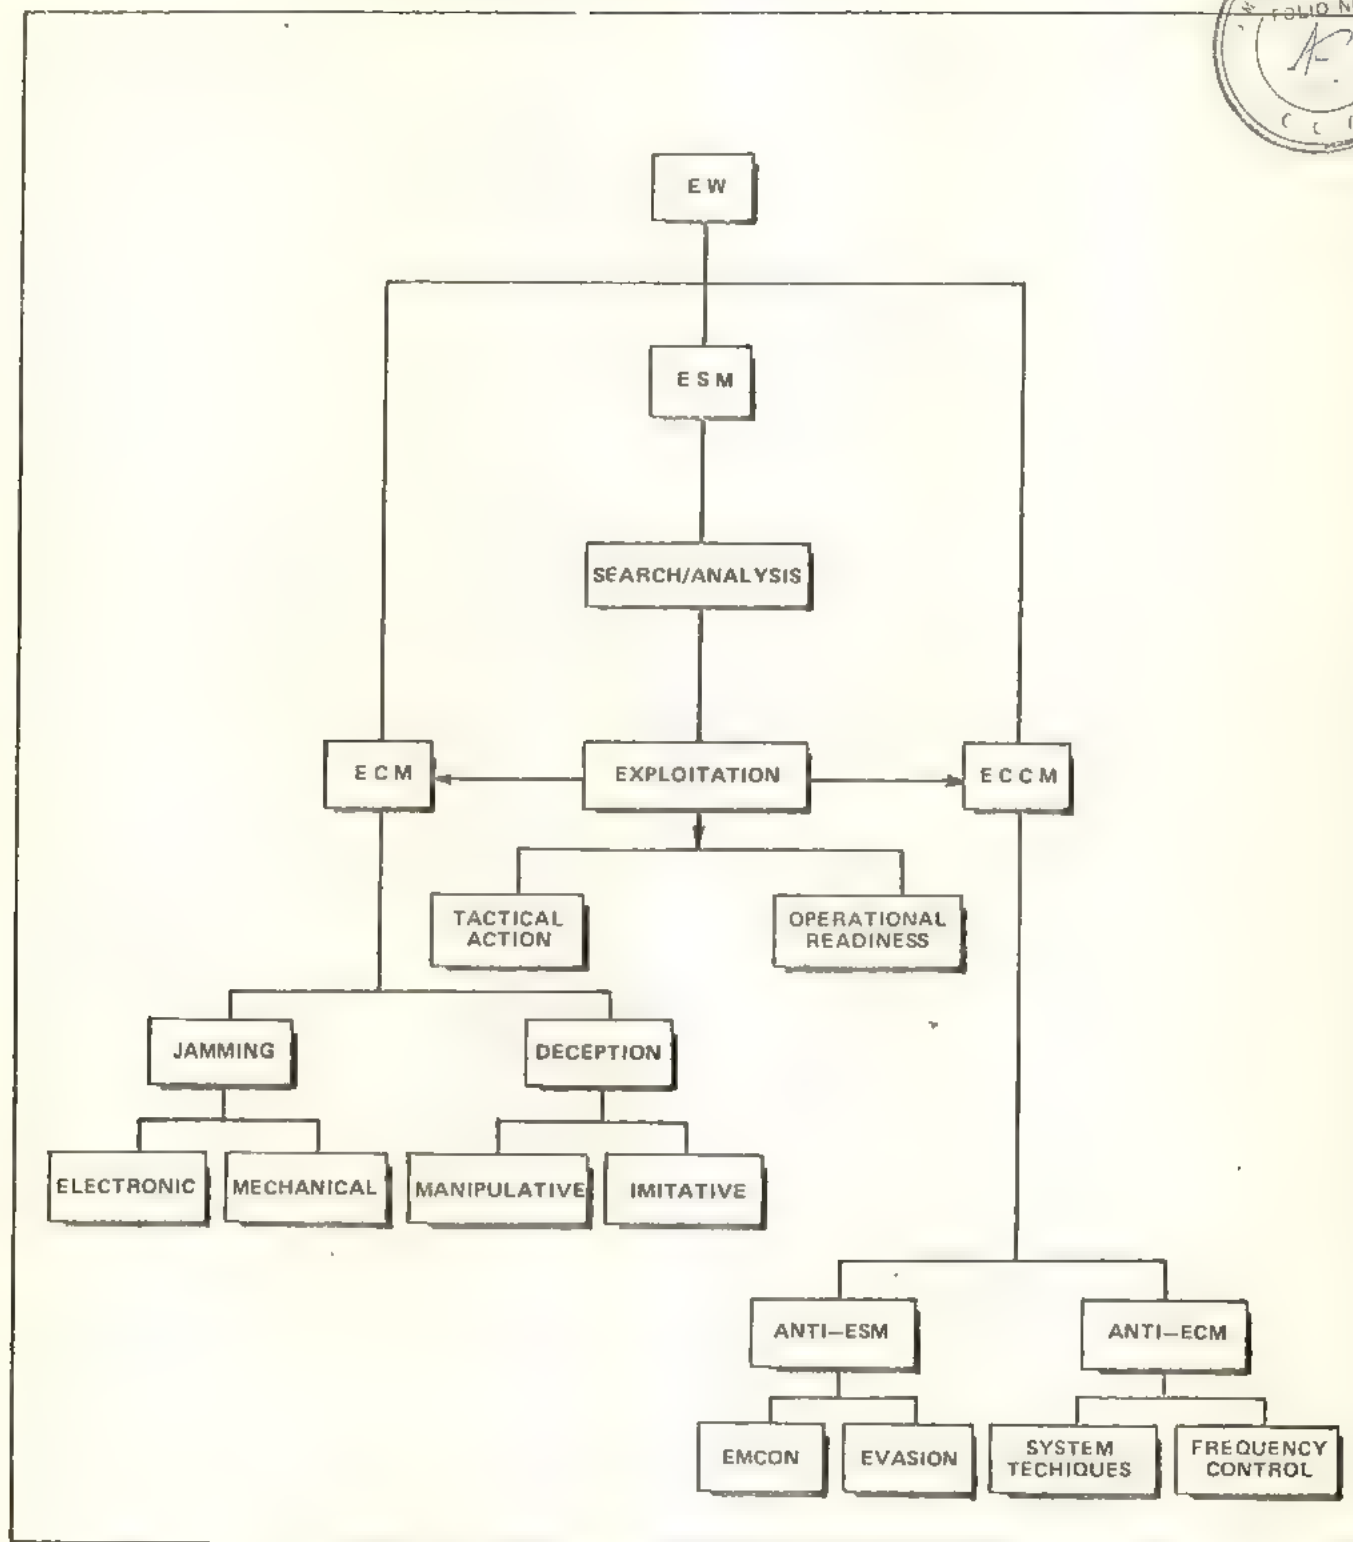 FOLIO
EW
ESM
SEARCH/ANALYSIS
ECM
EXPLOITATION
ECCM
TACTICAL
ACTION
OPERATIONAL
READINESS
JAMMING
DECEPTION
ELECTRONIC
MECHANICAL
MANIPULATIVE
IMITATIVE
ANTI–ESM
ANTI–ECM
EMCON
EVASION
SYSTEM
TECHIQUES
FREQUENCY
CONTROL